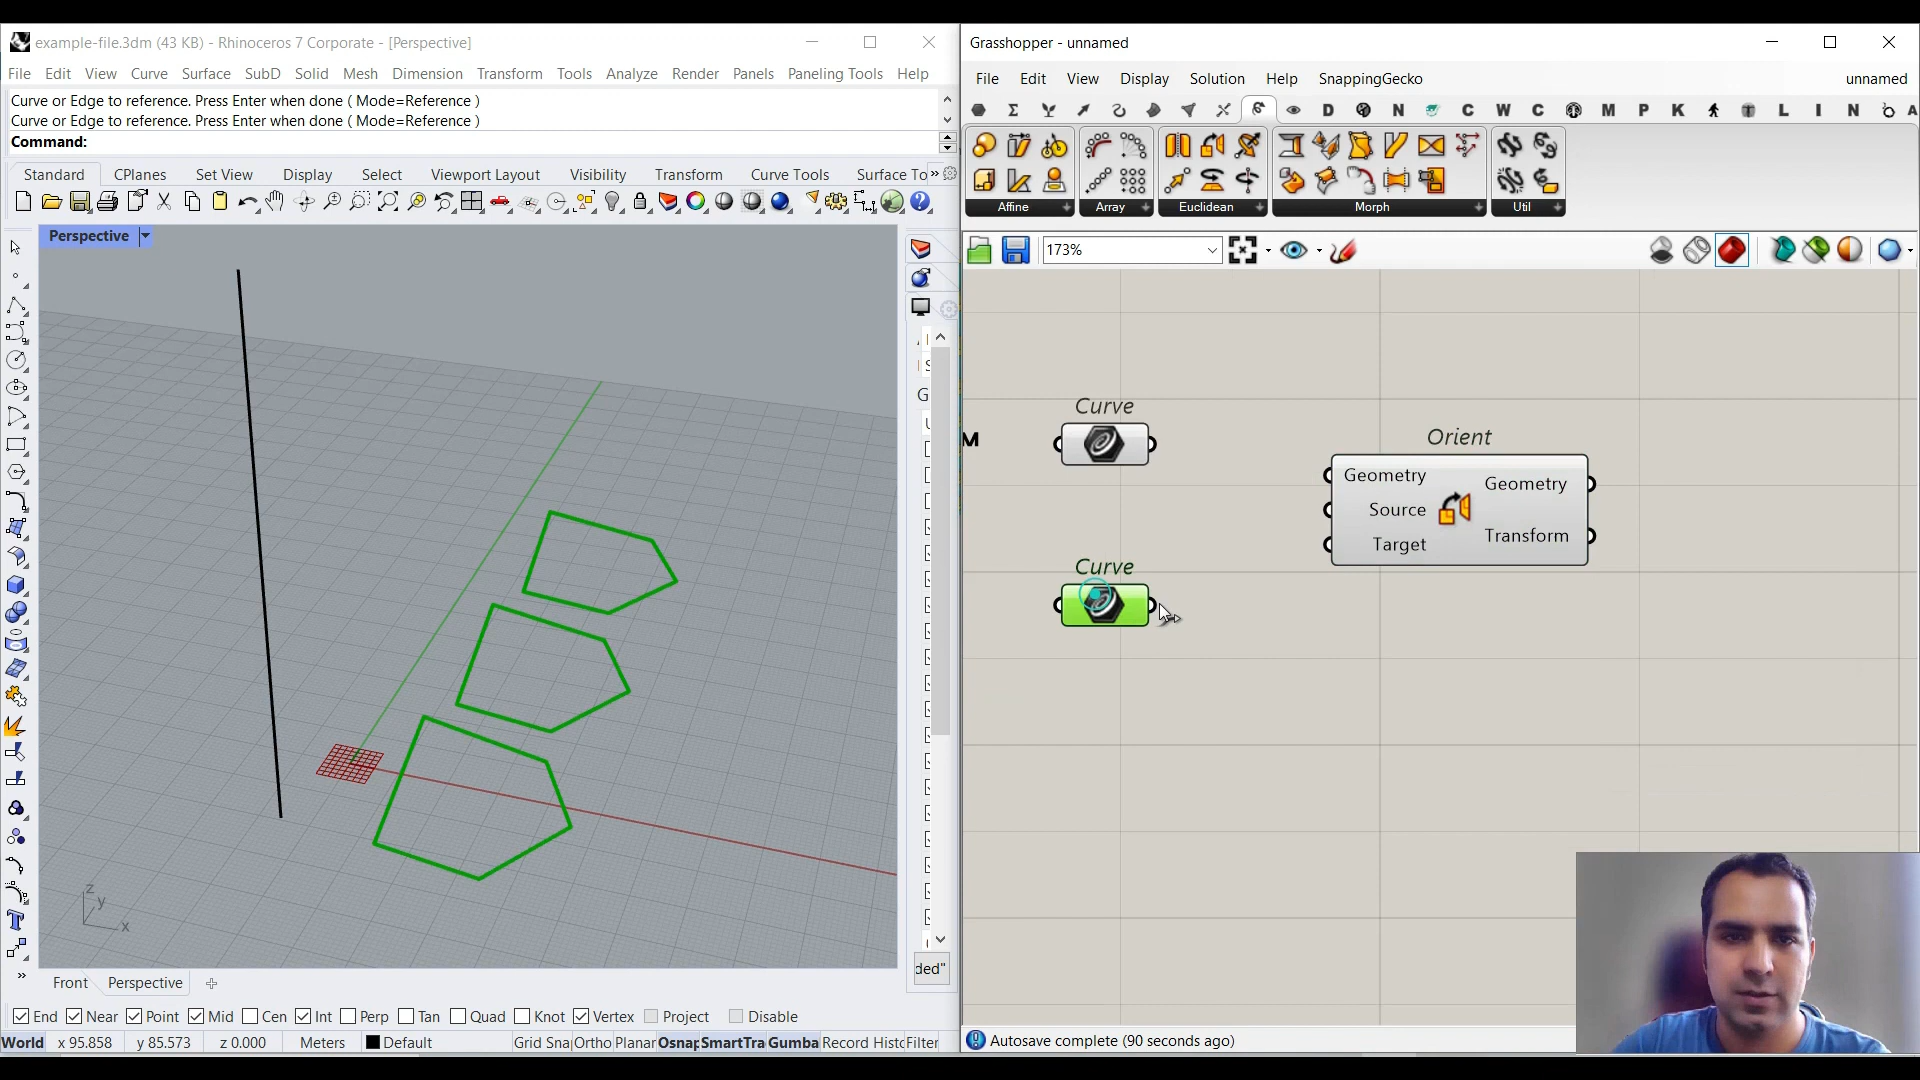 example-file.3dm (43 KB) - Rhinoceros 7 Corporate - [Perspective]
File Edit View Curve Surface SubD Solid Mesh Dimension Transform Tools Analyze Render Panels Paneling Tools Help
Curve or Edge to reference. Press Enter when done ( Mode=Reference )
Curve or Edge to reference. Press Enter when done ( Mode=Reference )
Command:
Standard CPlanes Set View Display Select Viewport Layout Visibility Transform Curve Tools Surface To »
Perspective
z
y
x
ded"
Front Perspective
End Near Point Mid Cen Int Perp Tan Quad Knot Vertex Project Disable
World x 95.858 y 85.573 z 0.000 Meters Default Grid Sna Ortho Planar Osnap SmartTra Gumba Record Histo Filter
Grasshopper - unnamed
File Edit View Display Solution Help SnappingGecko unnamed
D N C W C M P K L I N A
Affine Array Euclidean Morph Util
173%
M
Curve
Curve
Orient
Geometry
Source
Target
Geometry
Transform
Autosave complete (90 seconds ago)